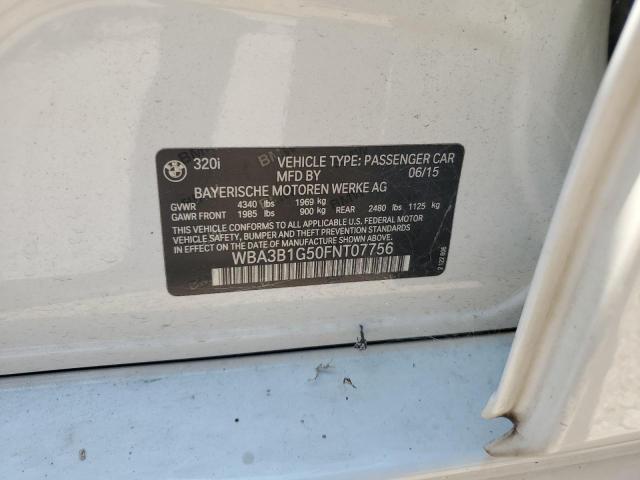 BMW 320i VEHICLE TYPE: PASSENGER CAR
MFD BY 06/15
BAYERISCHE MOTOREN WERKE AG
GVWR 4340 lbs 1969 kg
GAWR FRONT 1985 lbs 900 kg REAR 2480 lbs 1125 kg
THIS VEHICLE CONFORMS TO ALL APPLICABLE U.S. FEDERAL MOTOR
VEHICLE SAFETY, BUMPER AND THEFT PREVENTION STANDARDS
IN EFFECT ON THE DATE OF MANUFACTURE SHOWN ABOVE.
WBA3B1G50FNT07756